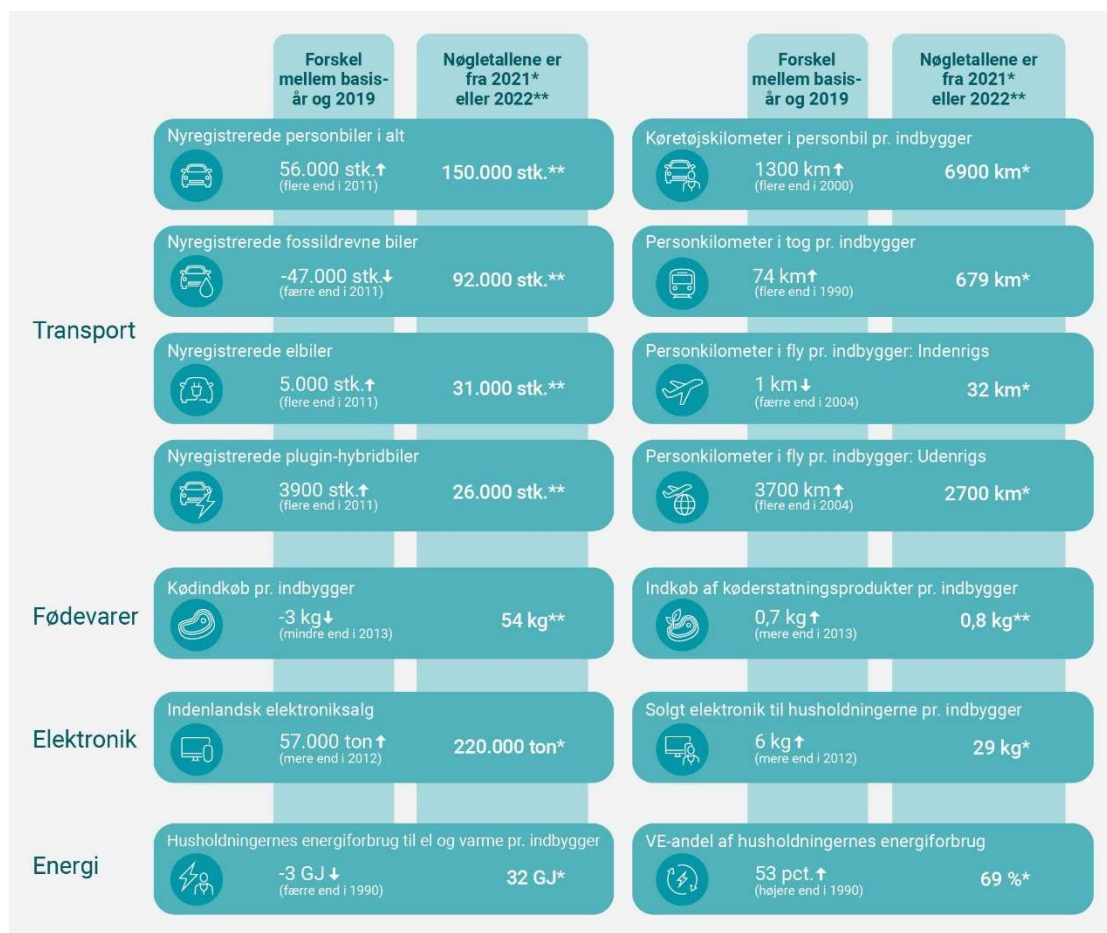 Forskel
mellem basis-
år og 2019
Nøgletallene er
fra 2021*
eller 2022**
Forskel
mellem basis-
år og 2019
Nøgletallene er
fra 2021*
eller 2022**
Transport
Nyregistrerede personbiler i alt
56.000 stk.↑
(flere end i 2011)
150.000 stk.**
Køretøjskilometer i personbil pr. indbygger
1300 km↑
(flere end i 2000)
6900 km*
Nyregistrerede fossildrevne biler
-47.000 stk.↓
(færre end i 2011)
92.000 stk.**
Personkilometer i tog pr. indbygger
74 km↑
(flere end i 1990)
679 km*
Nyregistrerede elbiler
5.000 stk.↑
(flere end i 2011)
31.000 stk.**
Personkilometer i fly pr. indbygger: Indenrigs
1 km↓
(færre end i 2004)
32 km*
Nyregistrerede plugin-hybridbiler
3900 stk.↑
(flere end i 2011)
26.000 stk.**
Personkilometer i fly pr. indbygger: Udenrigs
3700 km↑
(flere end i 2004)
2700 km*
Fødevarer
Kødindkøb pr. indbygger
-3 kg↓
(mindre end i 2013)
54 kg**
Indkøb af køderstatningsprodukter pr. indbygger
0,7 kg↑
(mere end i 2013)
0,8 kg**
Elektronik
Indenlandsk elektroniksalg
57.000 ton↑
(mere end i 2012)
220.000 ton*
Solgt elektronik til husholdningerne pr. indbygger
6 kg↑
(mere end i 2012)
29 kg*
Energi
Husholdningernes energiforbrug til el og varme pr. indbygger
-3 GJ↓
(færre end i 1990)
32 GJ*
VE-andel af husholdningernes energiforbrug
53 pct.↑
(højere end i 1990)
69 %*